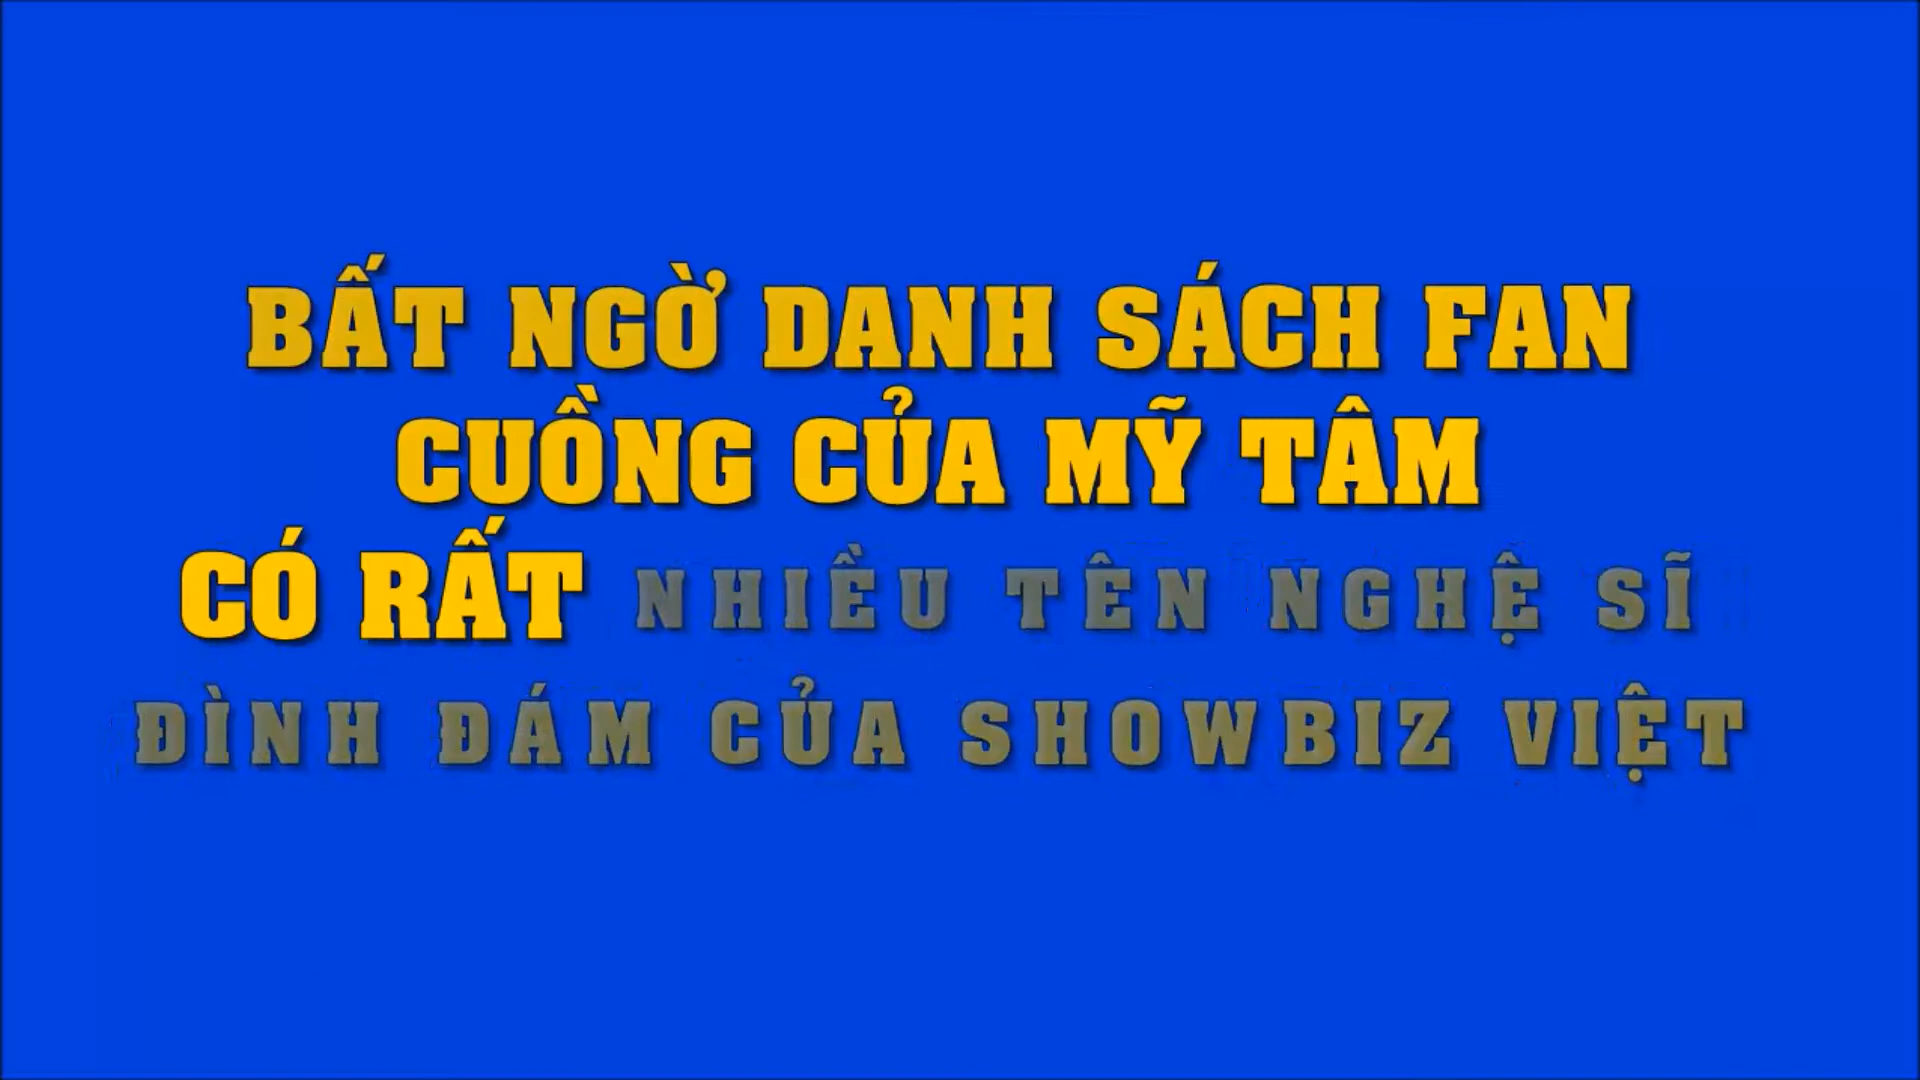 BẤT NGỜ DANH SÁCH FAN
CUỒNG CỦA MỸ TÂM
CÓ RẤT NHIỀU TÊN NGHỆ SĨ
ĐÌNH ĐÁM CỦA SHOWBIZ VIỆT